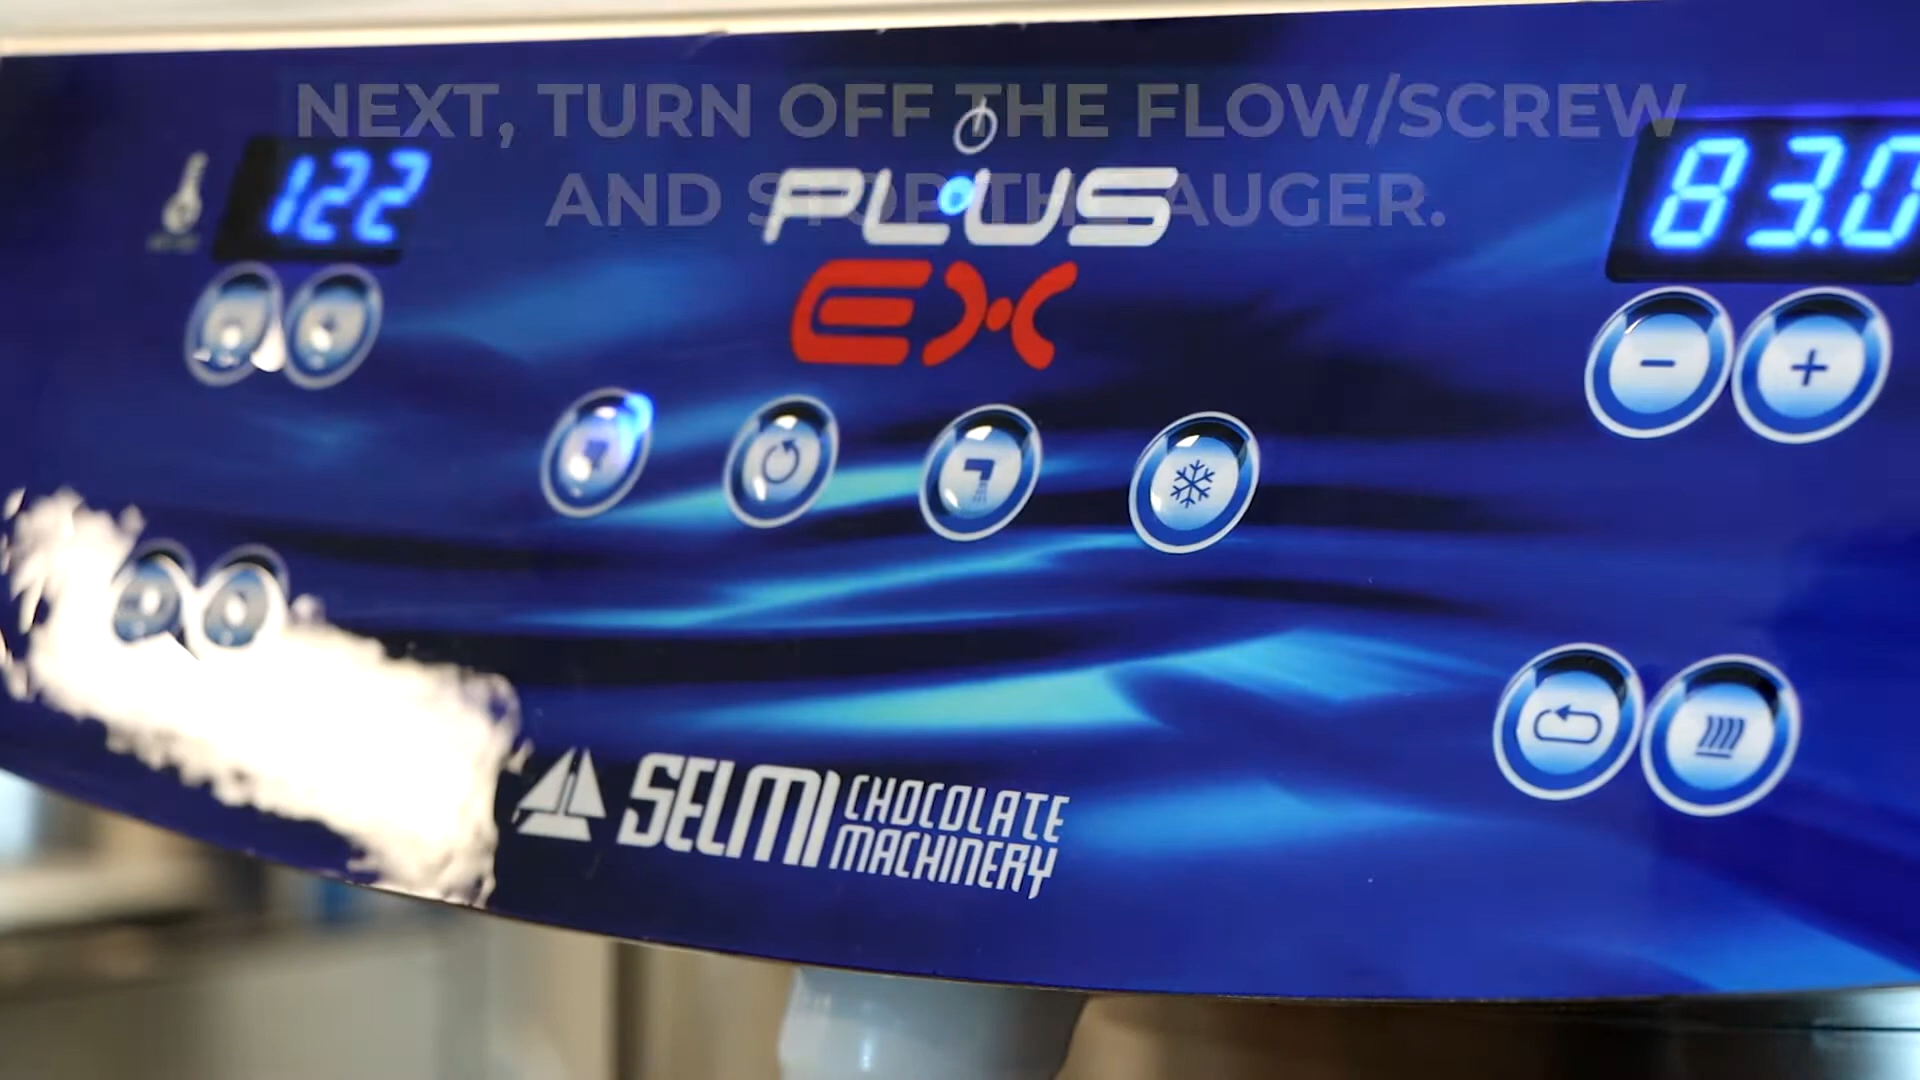 NEXT, TURN OFF THE FLOW/SCREW
AND STOP THE AUGER.
122
83.0
PLUS
EX
- +
SELMI CHOCOLATE
MACHINERY